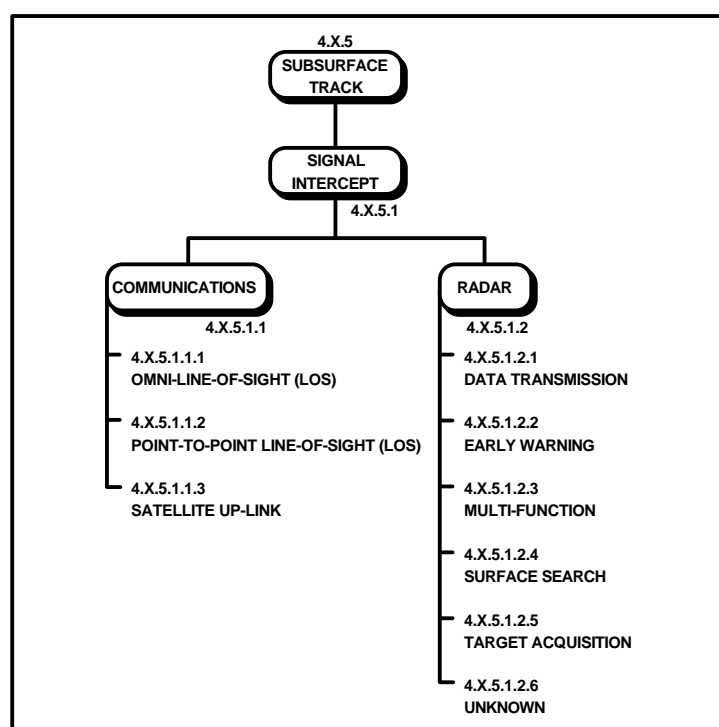 4.X.5
SUBSURFACE
TRACK
SIGNAL
INTERCEPT
4.X.5.1
COMMUNICATIONS
4.X.5.1.1
4.X.5.1.1.1
OMNI-LINE-OF-SIGHT (LOS)
4.X.5.1.1.2
POINT-TO-POINT LINE-OF-SIGHT (LOS)
4.X.5.1.1.3
SATELLITE UP-LINK
RADAR
4.X.5.1.2
4.X.5.1.2.1
DATA TRANSMISSION
4.X.5.1.2.2
EARLY WARNING
4.X.5.1.2.3
MULTI-FUNCTION
4.X.5.1.2.4
SURFACE SEARCH
4.X.5.1.2.5
TARGET ACQUISITION
4.X.5.1.2.6
UNKNOWN